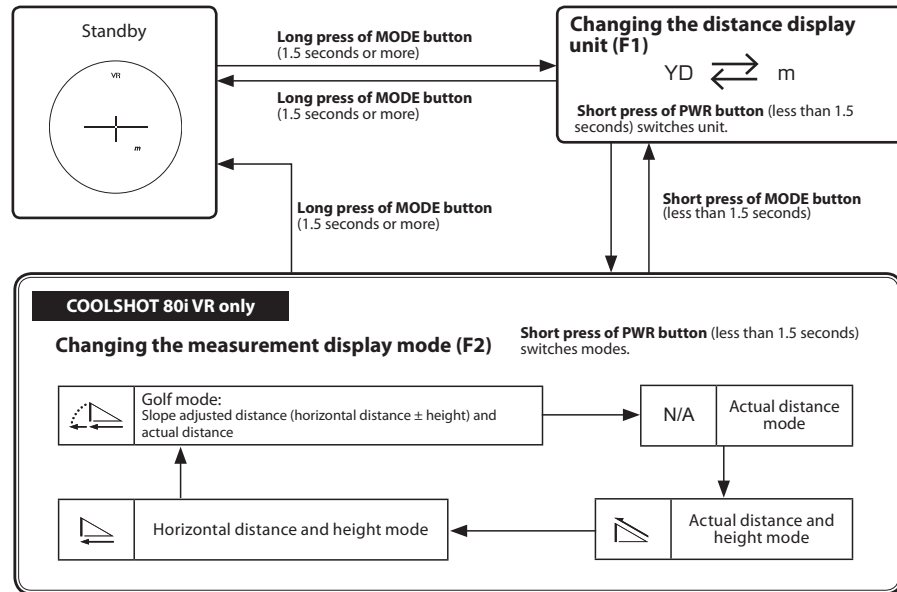 Standby
VR
m
Long press of MODE button
(1.5 seconds or more)
Long press of MODE button
(1.5 seconds or more)
Changing the distance display
unit (F1)
YD m
Short press of PWR button (less than 1.5
seconds) switches unit.
Long press of MODE button
(1.5 seconds or more)
Short press of MODE button
(less than 1.5 seconds)
COOLSHOT 80i VR only
Changing the measurement display mode (F2)
Short press of PWR button (less than 1.5 seconds)
switches modes.
Golf mode:
Slope adjusted distance (horizontal distance ± height) and
actual distance
N/A
Actual distance
mode
Horizontal distance and height mode
Actual distance and
height mode